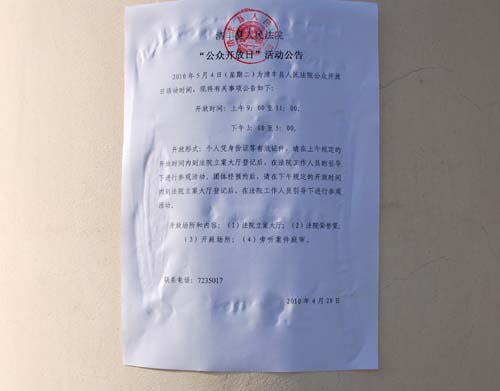 清丰县人民法院
“公众开放日”活动公告
2010年5月4日(星期二)为清丰县人民法院公众开放
日活动时间,现将有关事项公告如下:
开放时间:上午9:00至11:00;
下午3:00至5:00。
开放形式:个人凭身份证等有效证件,请在上午规定的
开放时间内到法院立案大厅登记后,在法院工作人员的引导
下进行参观活动。团体经预约后,请在下午规定的开放时间
内到法院立案大厅登记后,在法院工作人员引导下进行参观
活动。
开放场所和内容:(1)法院立案大厅;(2)法院荣誉室;
(3)开庭场所;(4)旁听案件庭审。
联系电话:7235017
2010年4月28日